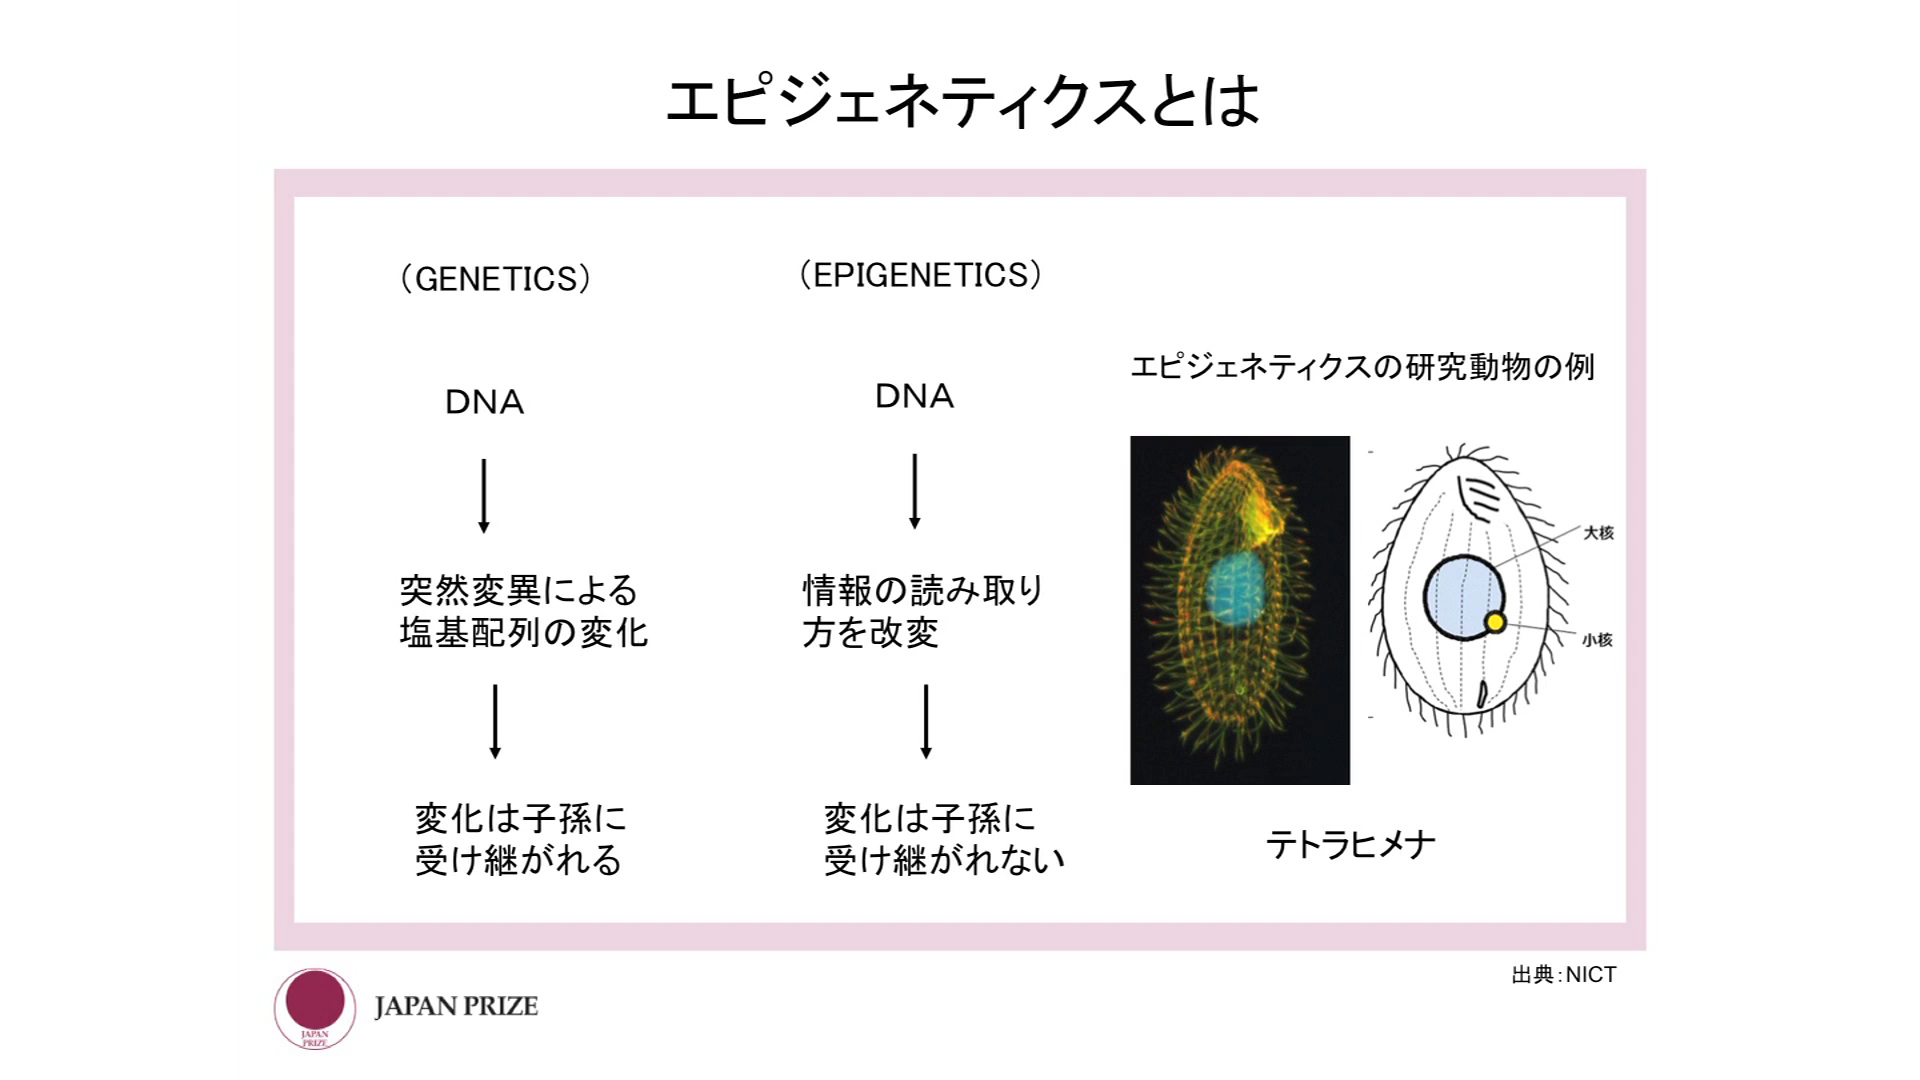 エピジェネティクスとは
（GENETICS）
DNA
突然変異による
塩基配列の変化
変化は子孫に
受け継がれる
（EPIGENETICS）
DNA
情報の読み取り
方を改変
変化は子孫に
受け継がれない
エピジェネティクスの研究動物の例
大核
小核
テトラヒメナ
出典：NICT
JAPAN
PRIZE
JAPAN PRIZE